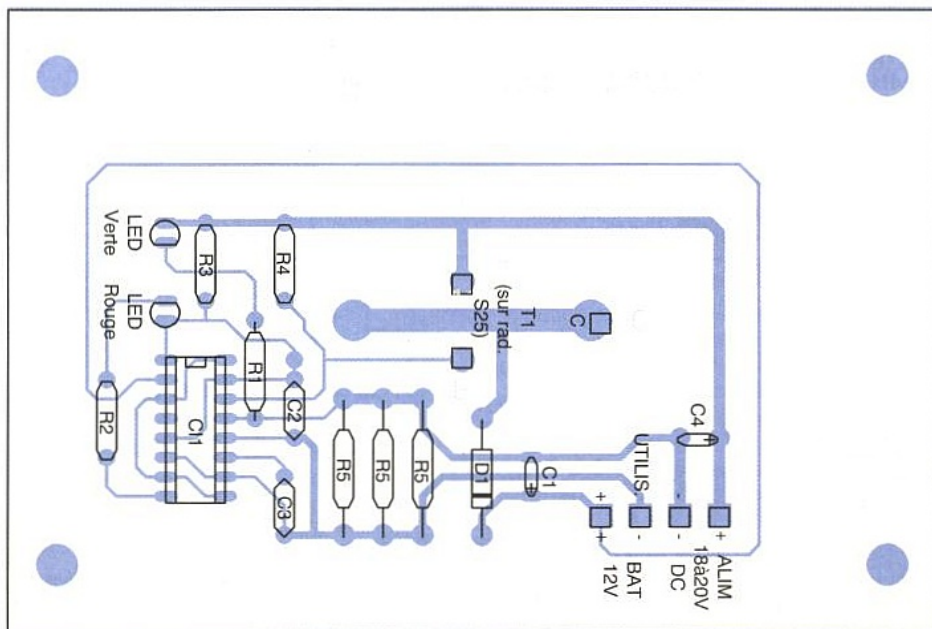 LED
Verte
LED
Rouge
R3
R4
R1
R2
CI1
C2
C3
R5
R5
R5
T1
(sur rad.
S25)
C
D1
C1
+
C4
+
UTILIS.
+
-
-
+
+
-
-
+
BAT
12V
ALIM
18à20V
DC